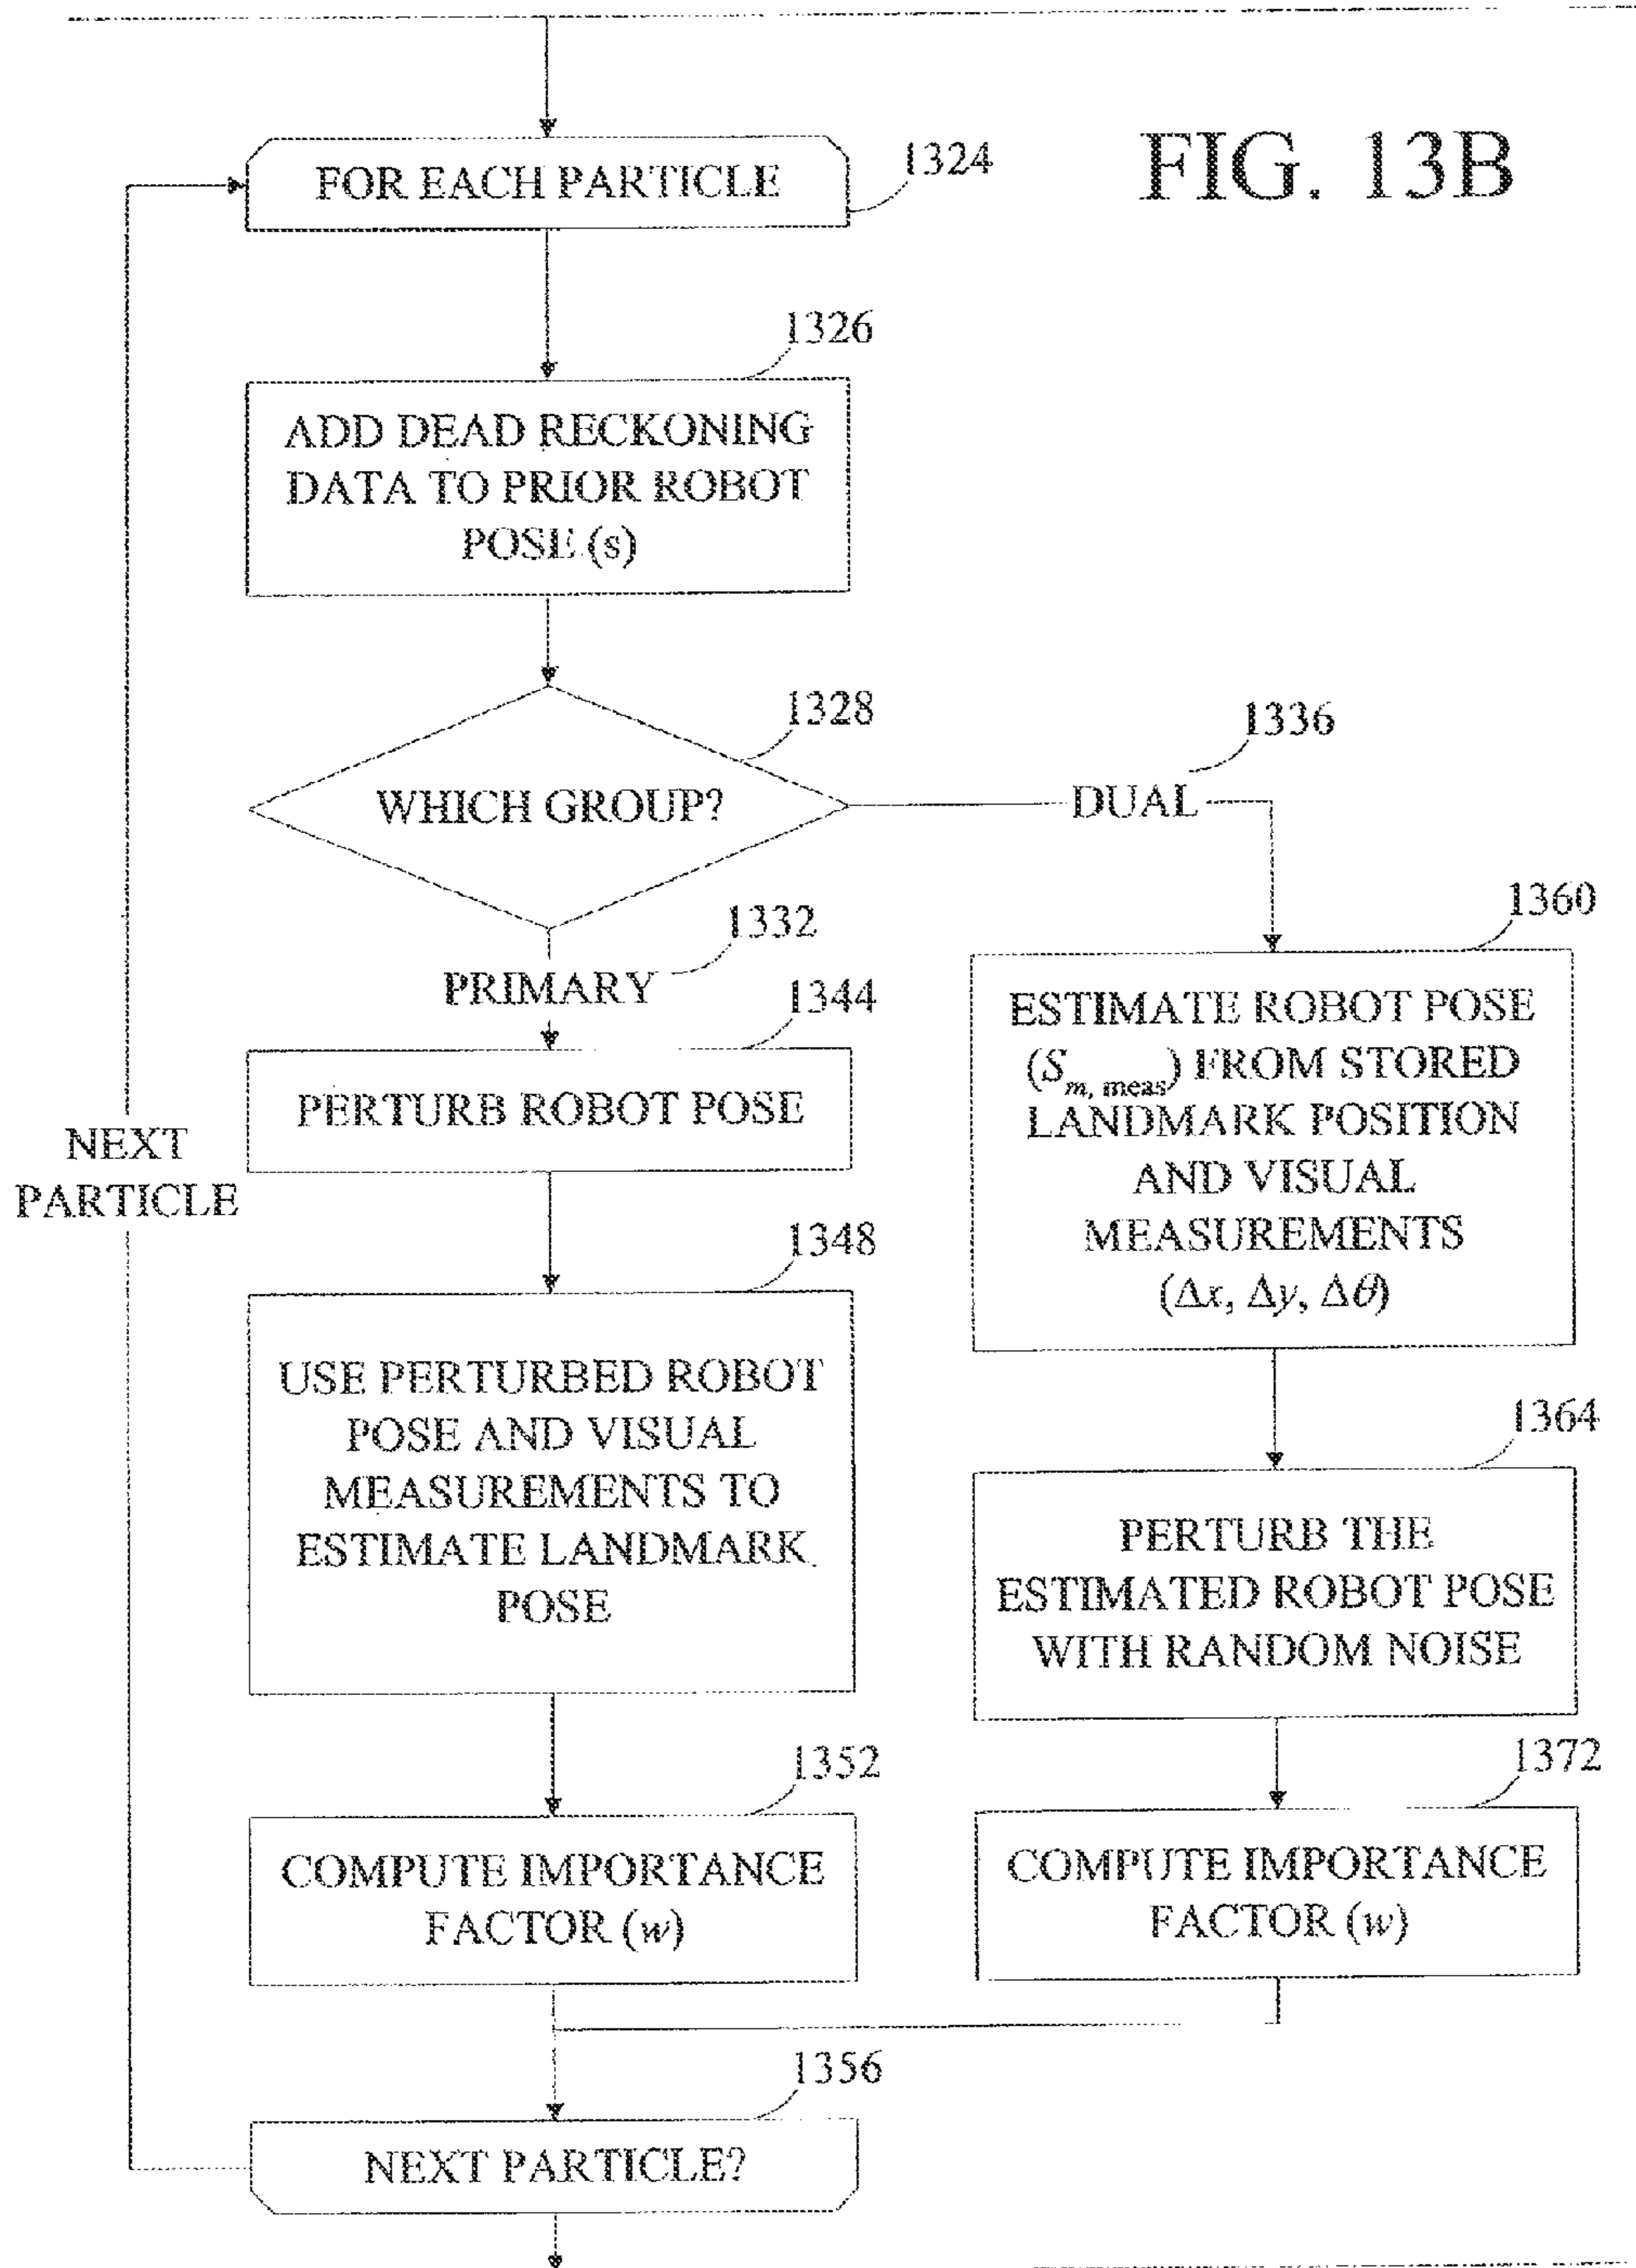 FIG. 13B
FOR EACH PARTICLE
1324
1326
ADD DEAD RECKONING
DATA TO PRIOR ROBOT
POSE (s)
1328
WHICH GROUP?
1336
DUAL
1332
PRIMARY
1344
PERTURB ROBOT POSE
1348
USE PERTURBED ROBOT
POSE AND VISUAL
MEASUREMENTS TO
ESTIMATE LANDMARK
POSE
1352
COMPUTE IMPORTANCE
FACTOR (w)
1360
ESTIMATE ROBOT POSE
(S_m, meas) FROM STORED
LANDMARK POSITION
AND VISUAL
MEASUREMENTS
(Δx, Δy, Δθ)
1364
PERTURB THE
ESTIMATED ROBOT POSE
WITH RANDOM NOISE
1372
COMPUTE IMPORTANCE
FACTOR (w)
1356
NEXT PARTICLE?
NEXT
PARTICLE